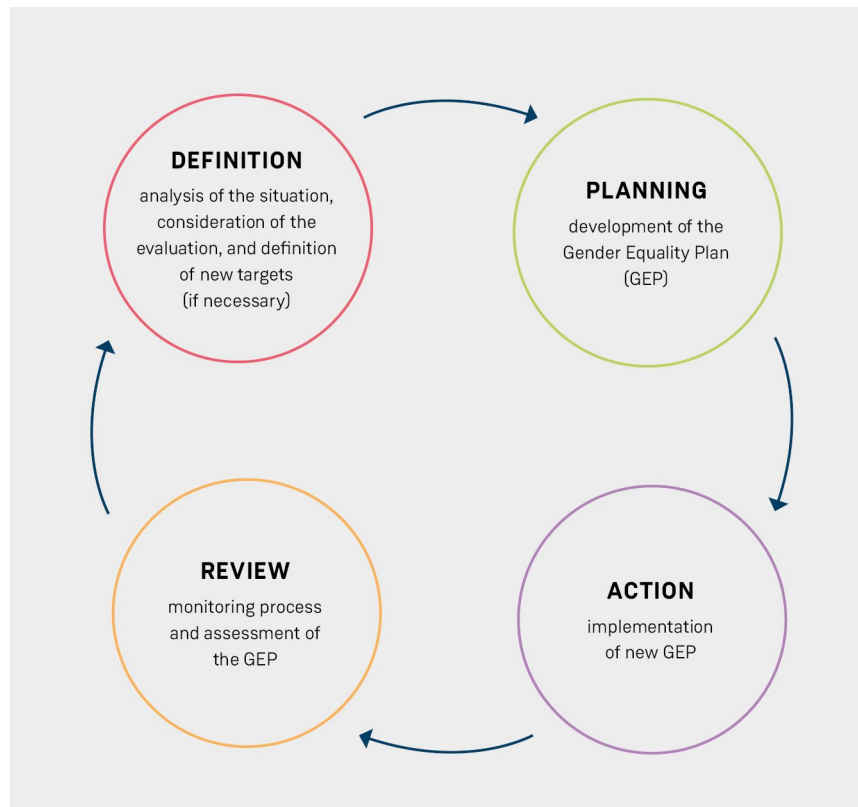 DEFINITION
analysis of the situation,
consideration of the
evaluation, and definition
of new targets
(if necessary)
PLANNING
development of the
Gender Equality Plan
(GEP)
REVIEW
monitoring process
and assessment of
the GEP
ACTION
implementation
of new GEP